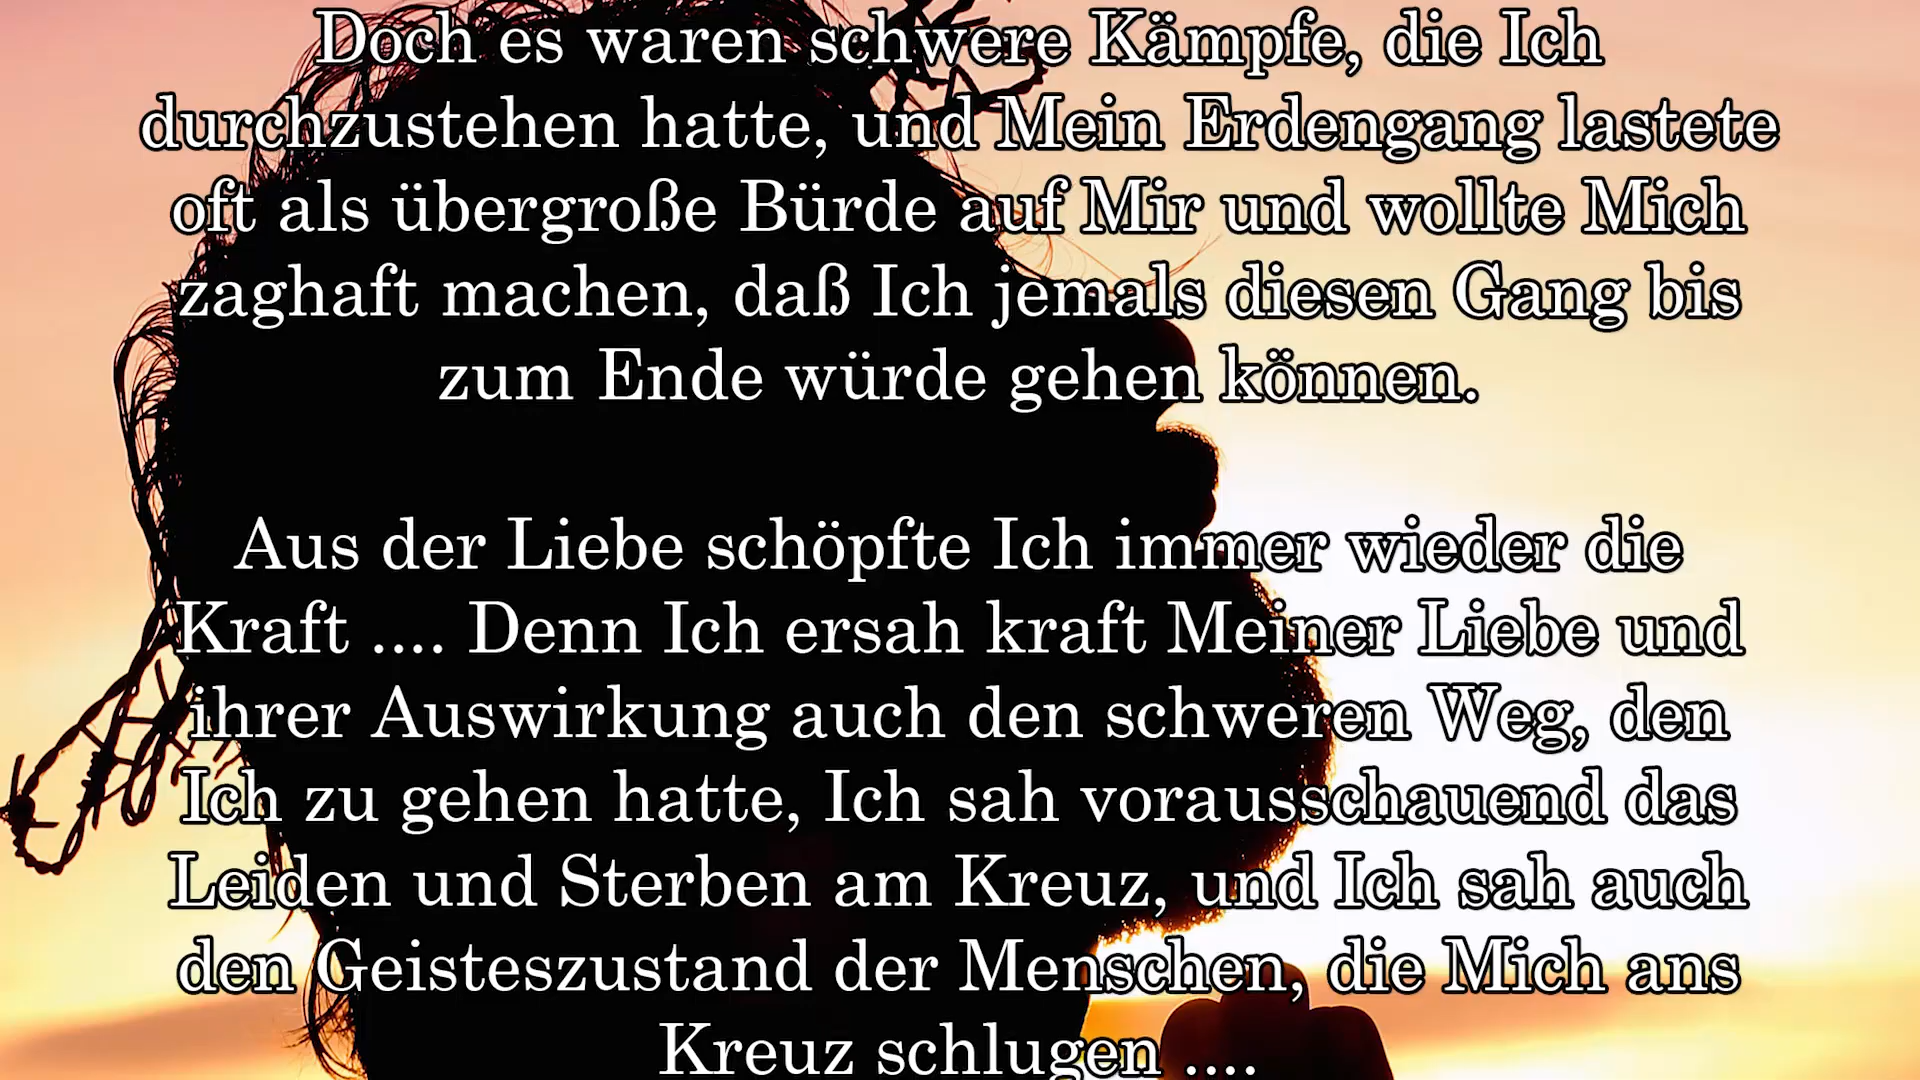 Doch es waren schwere Kämpfe, die Ich
durchzustehen hatte, und Mein Erdengang lastete
oft als übergroße Bürde auf Mir und wollte Mich
zaghaft machen, daß Ich jemals diesen Gang bis
zum Ende würde gehen können.
Aus der Liebe schöpfte Ich immer wieder die
Kraft .... Denn Ich ersah kraft Meiner Liebe und
ihrer Auswirkung auch den schweren Weg, den
Ich zu gehen hatte, Ich sah vorausschauend das
Leiden und Sterben am Kreuz, und Ich sah auch
den Geisteszustand der Menschen, die Mich ans
Kreuz schlugen ....